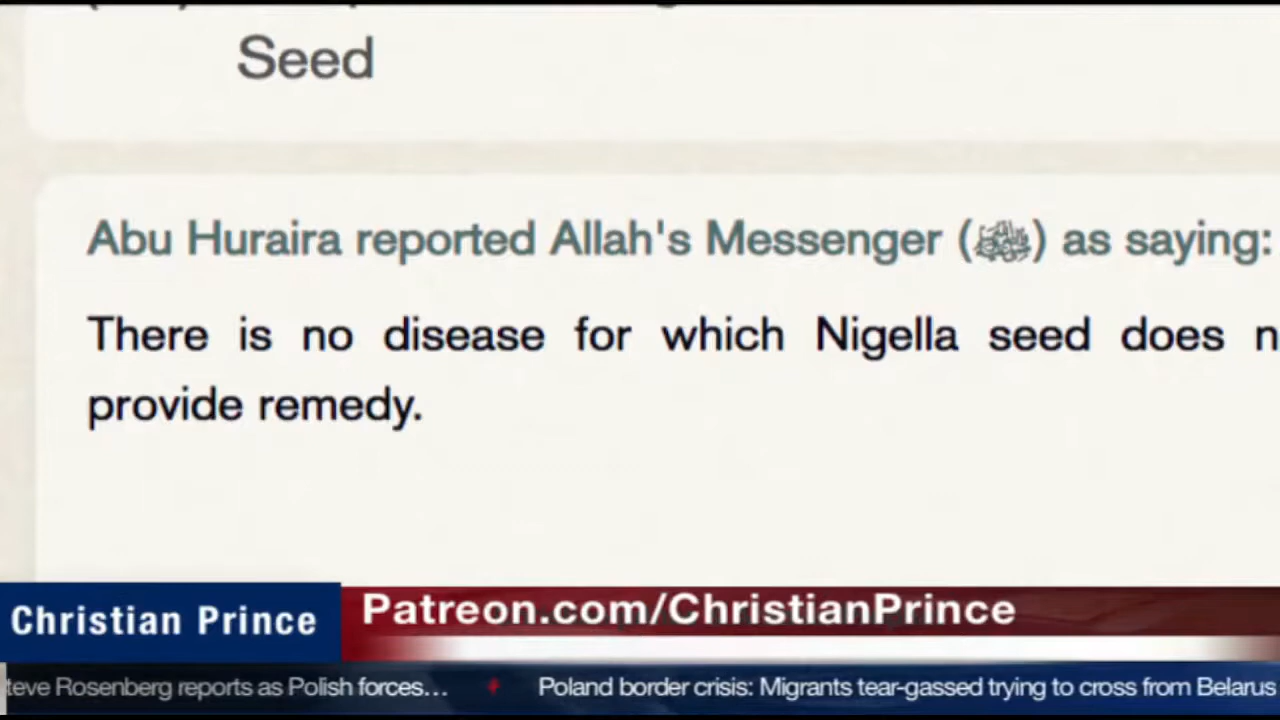 Seed
Abu Huraira reported Allah's Messenger (ﷺ) as saying:
There is no disease for which Nigella seed does
provide remedy.
Christian Prince
Patreon.com/ChristianPrince
Rosenberg reports as Polish forces...
Poland border crisis: Migrants tear-gassed trying to cross from Belarus